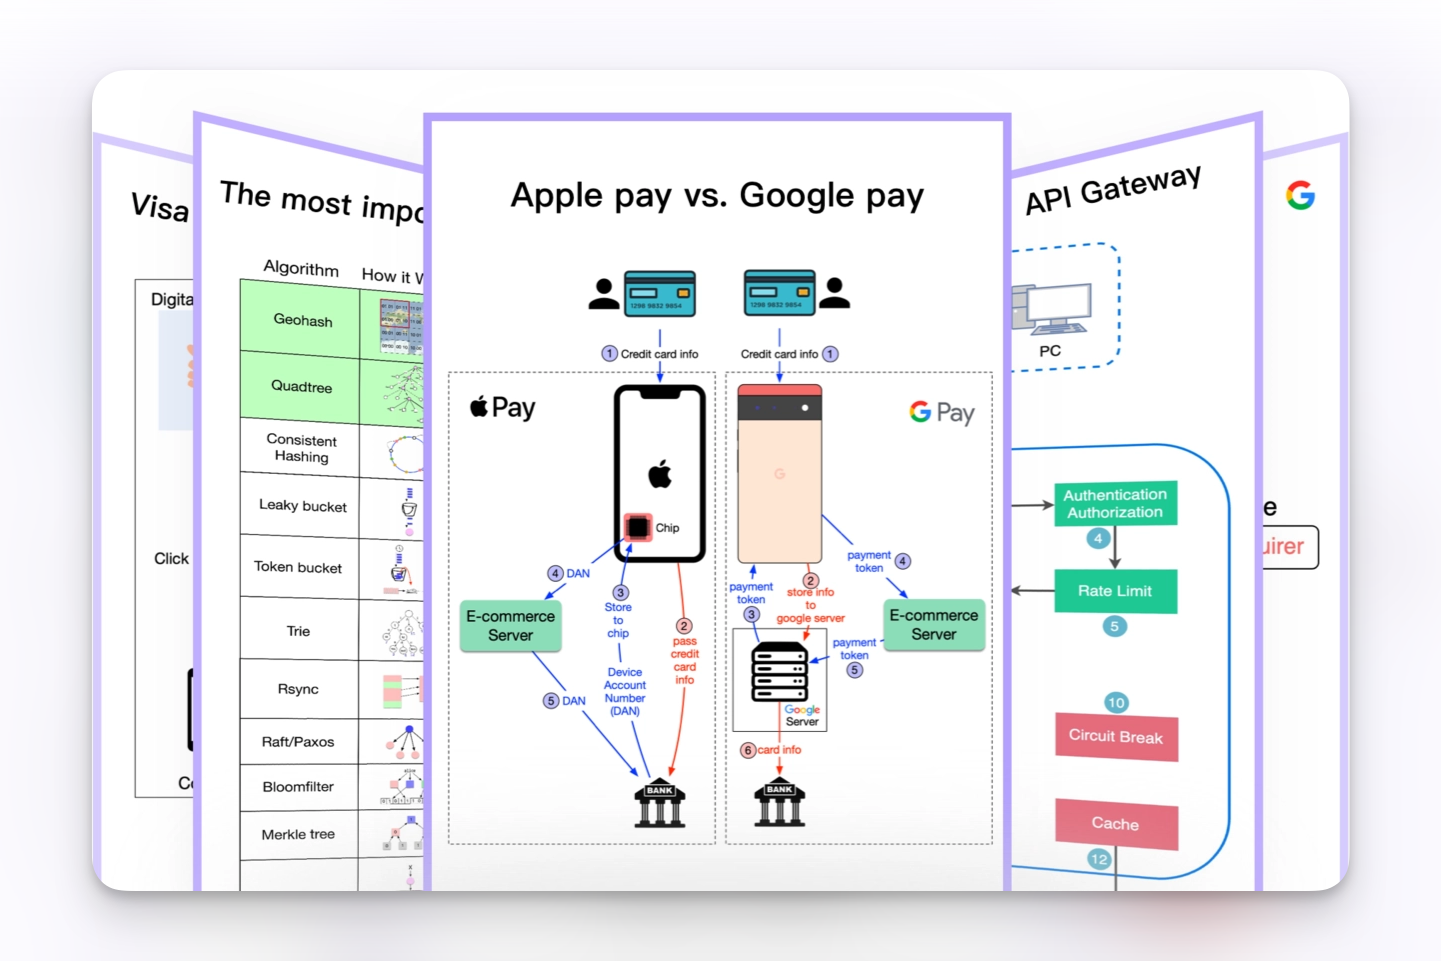 Visa
Digita
Click
Co
The most impo
Algorithm
How it W
Geohash
Quadtree
Consistent
Hashing
Leaky bucket
Token bucket
Trie
Rsync
Raft/Paxos
Bloomfilter
Merkle tree
Apple pay vs. Google pay
1298 9832 9854
1298 9832 9854
1 Credit card info
Credit card info 1
Pay
G Pay
Chip
4 DAN
3
Store
to
chip
Device
Account
Number
(DAN)
2
pass
credit
card
info
E-commerce
Server
5 DAN
BANK
payment
token
4
payment
token
3
2
store info
to
google server
E-commerce
Server
payment
token
5
Google
Server
6 card info
BANK
API Gateway
PC
Authentication
Authorization
4
Rate Limit
5
10
Circuit Break
Cache
12
G
e
uirer